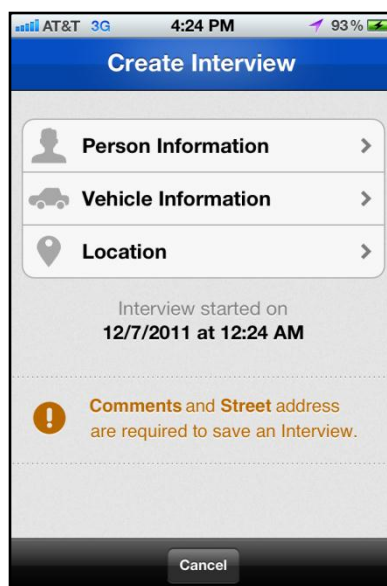 AT&T 3G 4:24 PM 93%
Create Interview
Person Information
Vehicle Information
Location
Interview started on
12/7/2011 at 12:24 AM
Comments and Street address
are required to save an Interview.
Cancel